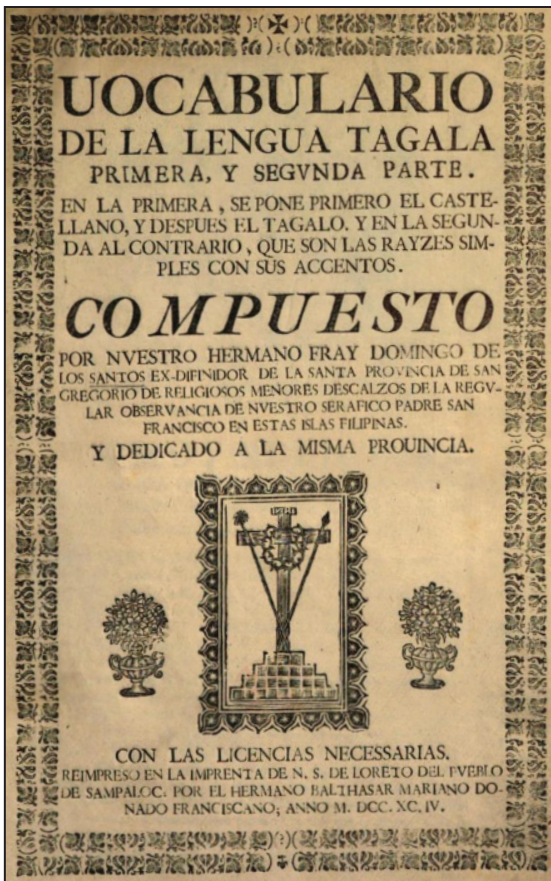 UOCABULARIO
DE LA LENGUA TAGALA
PRIMERA, Y SEGVNDA PARTE.
EN LA PRIMERA, SE PONE PRIMERO EL CASTE-
LLANO, Y DESPUES EL TAGALO. Y EN LA SEGUN-
DA AL CONTRARIO, QUE SON LAS RAYZES SIM-
PLES CON SUS ACCENTOS.
COMPUESTO
POR NVESTRO HERMANO FRAY DOMINGO DE
LOS SANTOS EX-DIFINIDOR DE LA SANTA PROVINCIA DE SAN
GREGORIO DE RELIGIOSOS MENORES DESCALZOS DE LA REGV-
LAR OBSERVANCIA DE NVESTRO SERAFICO PADRE SAN
FRANCISCO EN ESTAS ISLAS FILIPINAS.
Y DEDICADO A LA MISMA PROUINCIA.
CON LAS LICENCIAS NECESSARIAS.
REIMPRESO EN LA IMPRENTA DE N. S. DE LORETO DEL PVEBLO
DE SAMPALOC. POR EL HERMANO BALTHASAR MARIANO DO-
NADO FRANCISCANO; ANNO M. DCC. XC. IV.